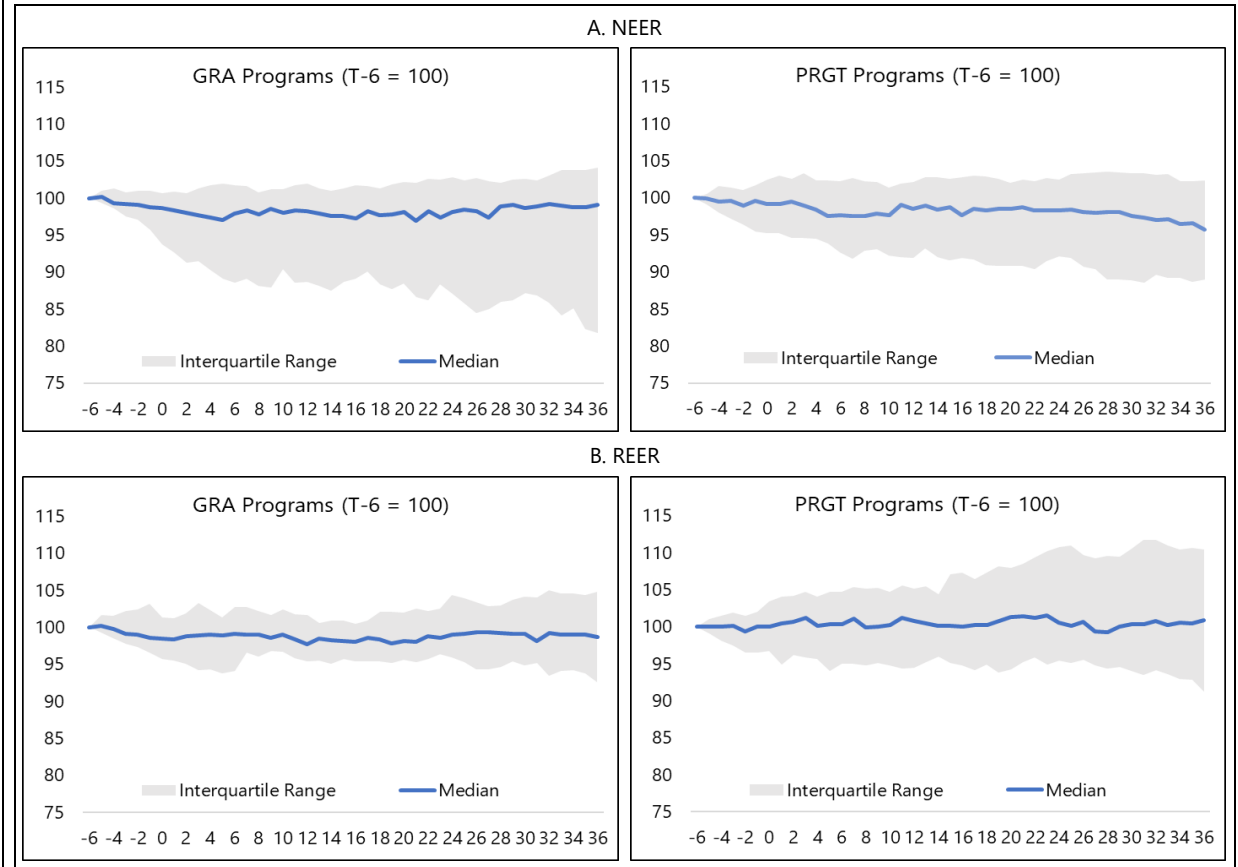 A. NEER
GRA Programs (T-6 = 100)
115
110
105
100
95
90
85
80
75
Interquartile Range Median
-6 -4 -2 0 2 4 6 8 10 12 14 16 18 20 22 24 26 28 30 32 34 36
PRGT Programs (T-6 = 100)
115
110
105
100
95
90
85
80
75
Interquartile Range Median
-6 -4 -2 0 2 4 6 8 10 12 14 16 18 20 22 24 26 28 30 32 34 36
B. REER
GRA Programs (T-6 = 100)
115
110
105
100
95
90
85
80
75
Interquartile Range Median
-6 -4 -2 0 2 4 6 8 10 12 14 16 18 20 22 24 26 28 30 32 34 36
PRGT Programs (T-6 = 100)
115
110
105
100
95
90
85
80
75
Interquartile Range Median
-6 -4 -2 0 2 4 6 8 10 12 14 16 18 20 22 24 26 28 30 32 34 36